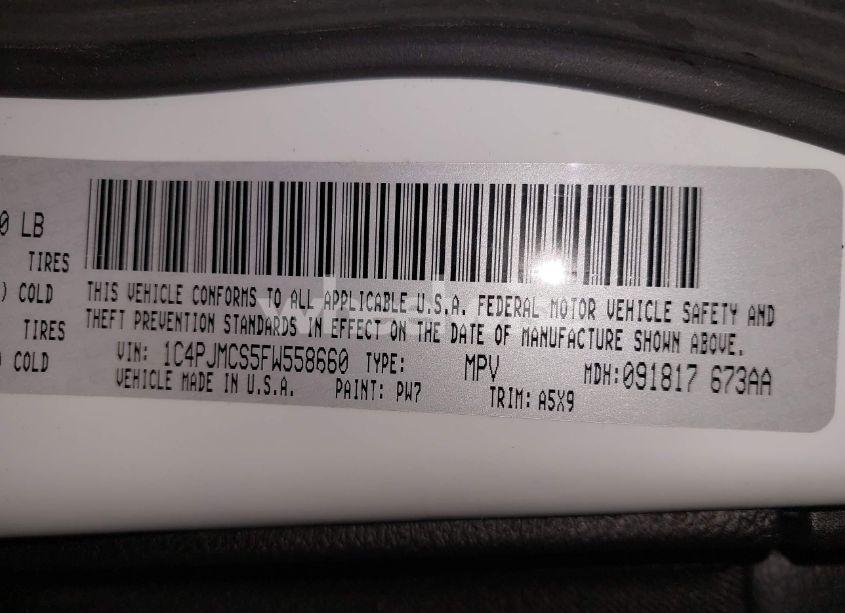 0 LB
TIRES
) COLD
TIRES
COLD
THIS VEHICLE CONFORMS TO ALL APPLICABLE U.S.A. FEDERAL MOTOR VEHICLE SAFETY AND
THEFT PREVENTION STANDARDS IN EFFECT ON THE DATE OF MANUFACTURE SHOWN ABOVE.
VIN: 1C4PJMCS5FW558660 TYPE: MPV MDH:091817 673AA
VEHICLE MADE IN U.S.A. PAINT: PW7 TRIM: A5X9